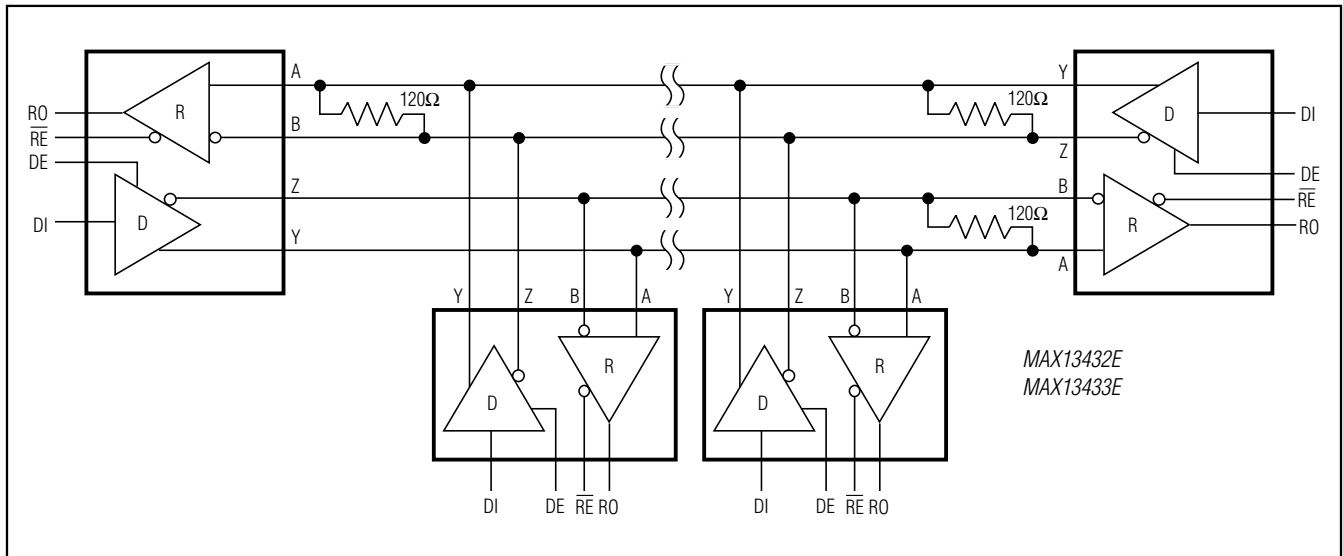 A
Y
120Ω
120Ω
RO
R
D
DI
RE
B
Z
DE
DE
Z
B
RE
120Ω
DI
D
R
RO
Y
A
Y
Z
B
A
Y
Z
B
A
R
R
MAX13432E
D
D
MAX13433E
DI
DE
RE
RO
DI
DE
RE
RO